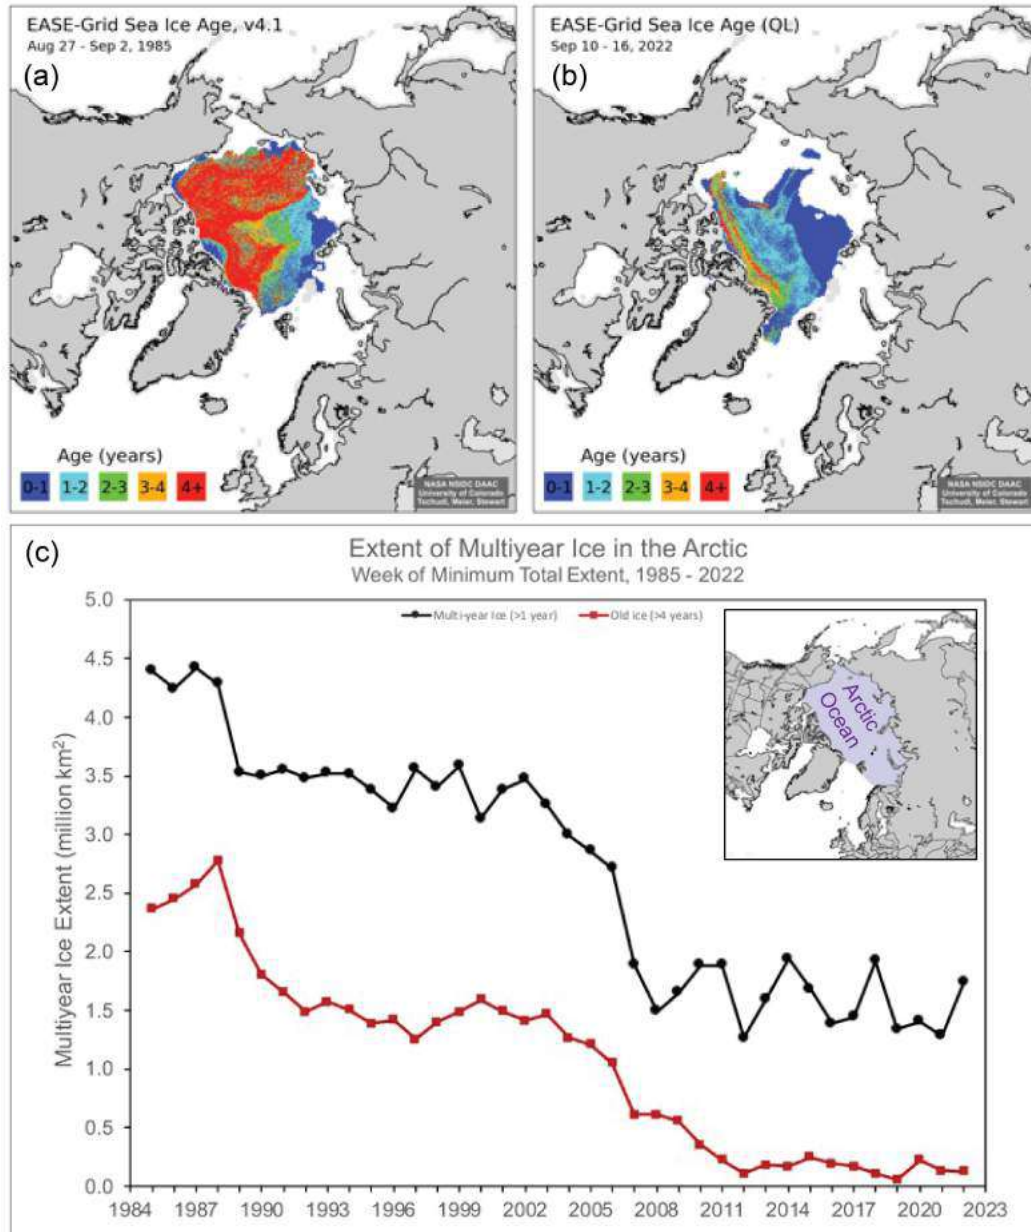 EASE-Grid Sea Ice Age, v4.1
Aug 27 - Sep 2, 1985
(a)
Age (years)
0-1 1-2 2-3 3-4 4+
NASA NSIDC DAAC
University of Colorado
Tschudi, Meier, Stewart
EASE-Grid Sea Ice Age (QL)
Sep 10 - 16, 2022
(b)
Age (years)
0-1 1-2 2-3 3-4 4+
NASA NSIDC DAAC
University of Colorado
Tschudi, Meier, Stewart
(c)
Extent of Multiyear Ice in the Arctic
Week of Minimum Total Extent, 1985 - 2022
Multi-year Ice (>1 year) Old ice (>4 years)
Multiyear Ice Extent (million km²)
5.0
4.5
4.0
3.5
3.0
2.5
2.0
1.5
1.0
0.5
0.0
Arctic
Ocean
1984 1987 1990 1993 1996 1999 2002 2005 2008 2011 2014 2017 2020 2023